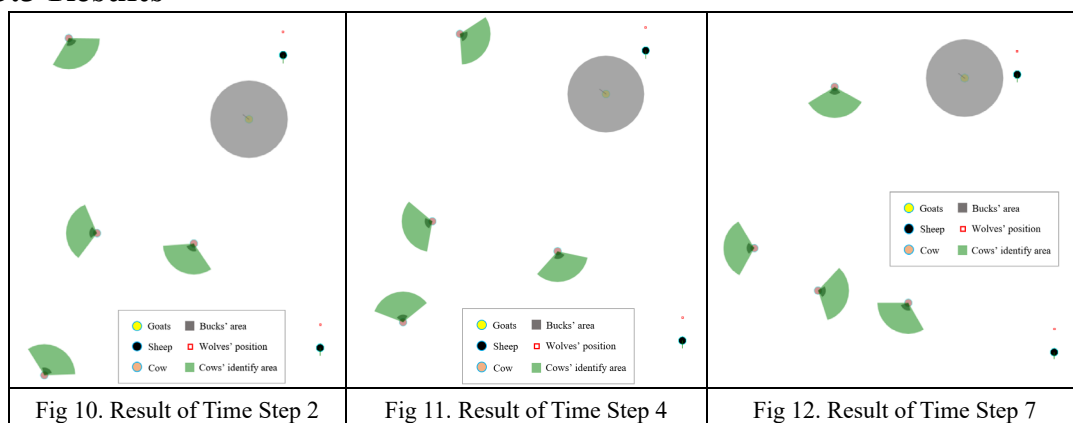 Goats Bucks' area
Sheep Wolves' position
Cow Cows' identify area
Goats Bucks' area
Sheep Wolves' position
Cow Cows' identify area
Goats Bucks' area
Sheep Wolves' position
Cow Cows' identify area
Fig 10. Result of Time Step 2
Fig 11. Result of Time Step 4
Fig 12. Result of Time Step 7